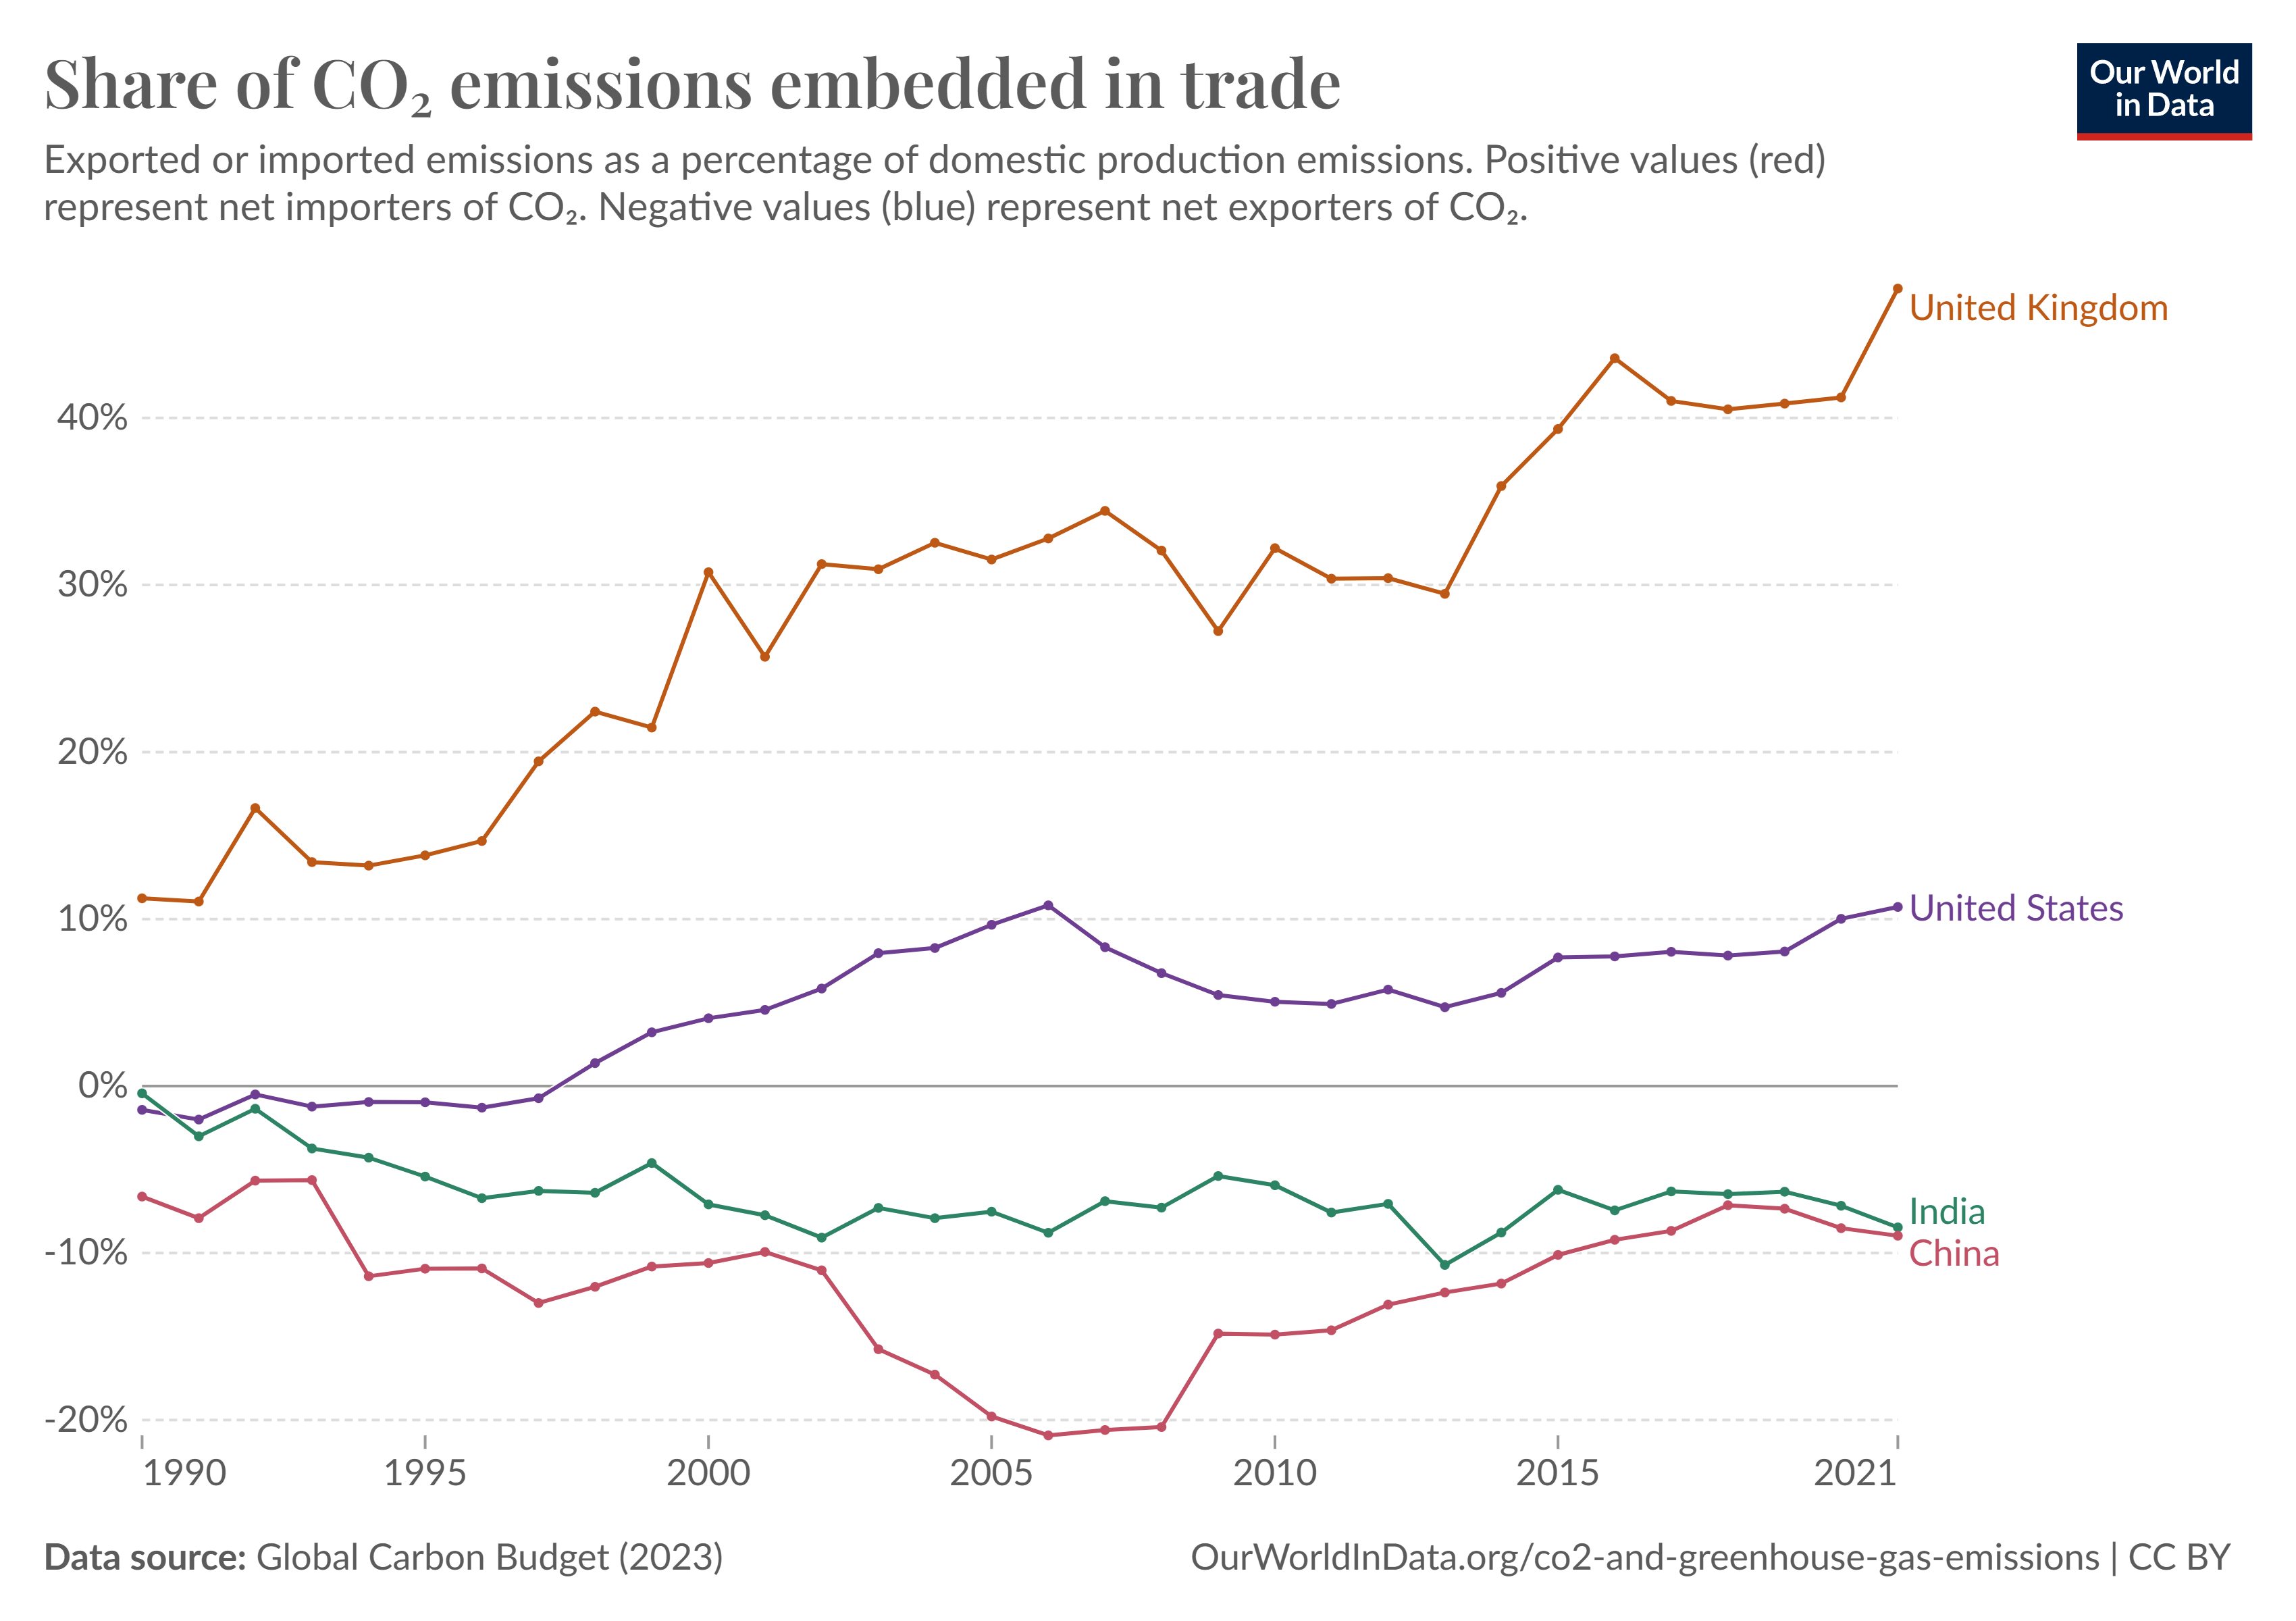 Share of CO₂ emissions embedded in trade
Our World
in Data
Exported or imported emissions as a percentage of domestic production emissions. Positive values (red)
represent net importers of CO₂. Negative values (blue) represent net exporters of CO₂.
United Kingdom
40%
30%
20%
10%
United States
0%
India
-10%
China
-20%
1990 1995 2000 2005 2010 2015 2021
Data source: Global Carbon Budget (2023)
OurWorldInData.org/co2-and-greenhouse-gas-emissions | CC BY